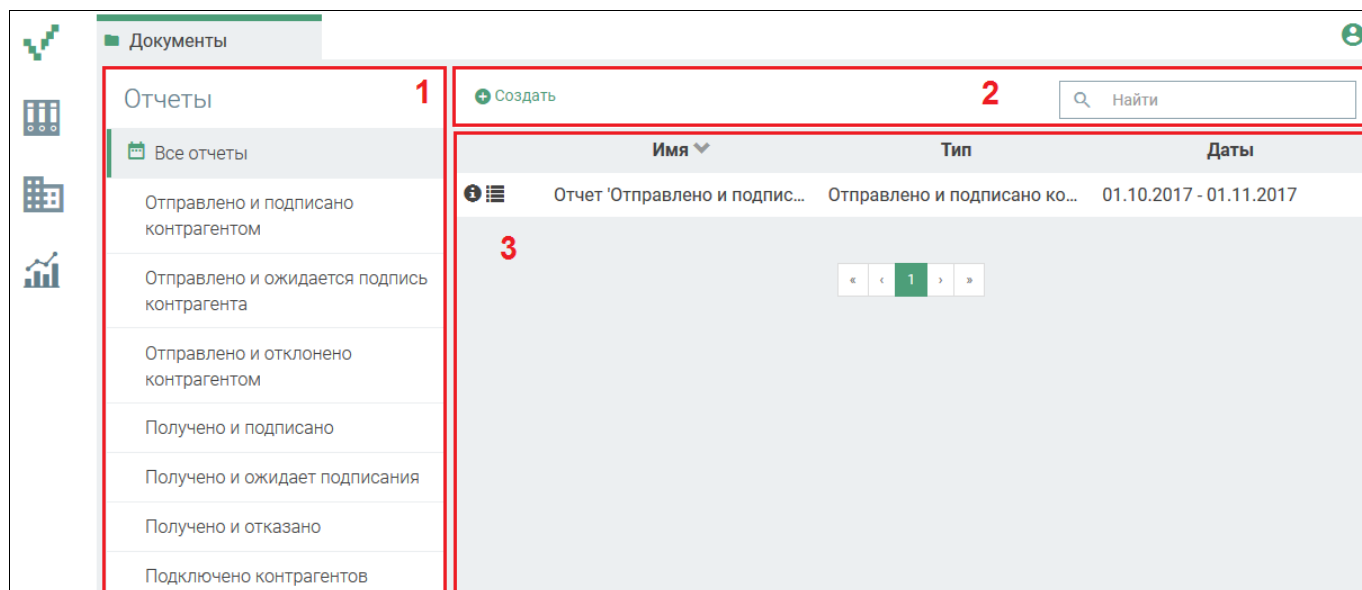 Документы
Отчеты
1
Все отчеты
Отправлено и подписано
контрагентом
Отправлено и ожидается подпись
контрагента
Отправлено и отклонено
контрагентом
Получено и подписано
Получено и ожидает подписания
Получено и отказано
Подключено контрагентов
Создать
2
Найти
Имя Тип Даты
Отчет 'Отправлено и подпис... Отправлено и подписано ко... 01.10.2017 - 01.11.2017
3
« ‹ 1 › »